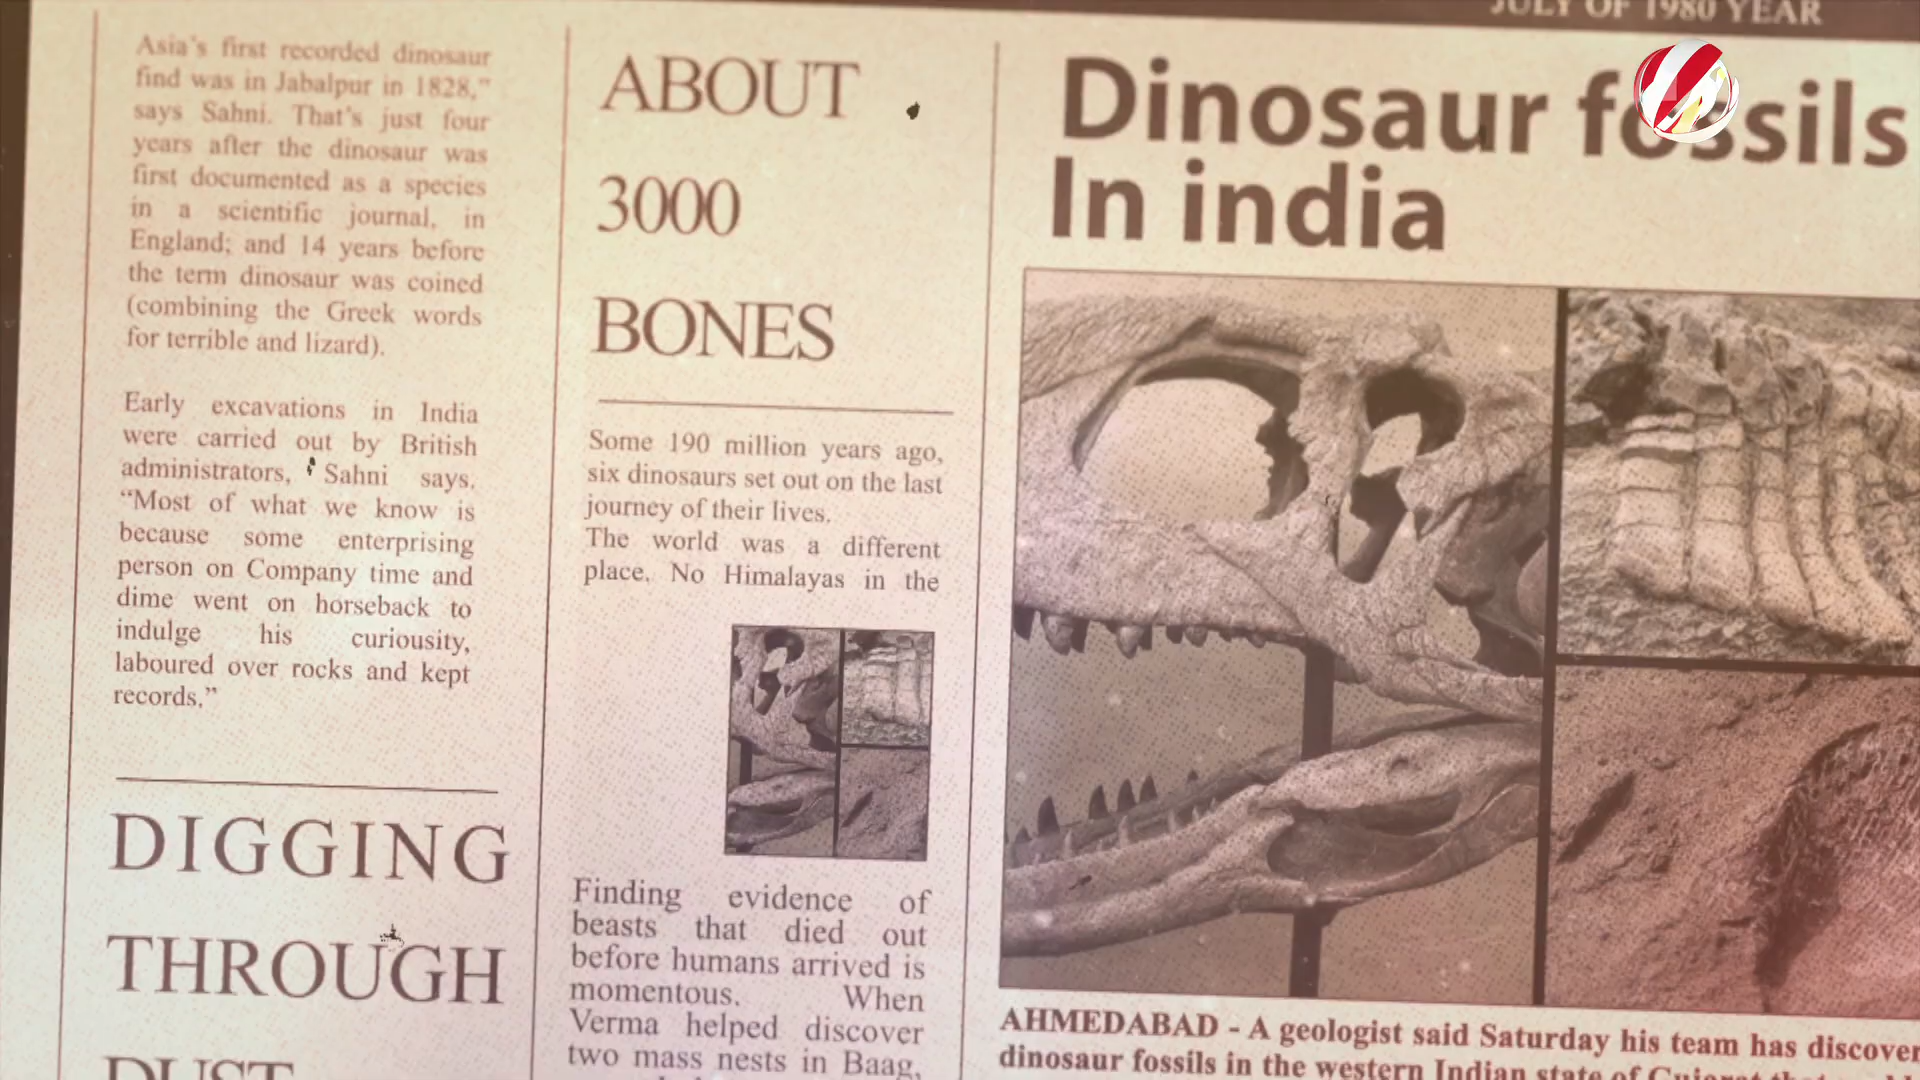 JULY OF 1980 YEAR
Asia's first recorded dinosaur
find was in Jabalpur in 1828,"
says Sahni. That's just four
years after the dinosaur was
first documented as a species
in a scientific journal, in
England; and 14 years before
the term dinosaur was coined
(combining the Greek words
for terrible and lizard).
Early excavations in India
were carried out by British
administrators, Sahni says.
“Most of what we know is
because some enterprising
person on Company time and
dime went on horseback to
indulge his curiousity,
laboured over rocks and kept
records.”
DIGGING
THROUGH
DUST
ABOUT
3000
BONES
Some 190 million years ago,
six dinosaurs set out on the last
journey of their lives.
The world was a different
place. No Himalayas in the
Finding evidence of
beasts that died out
before humans arrived is
momentous. When
Verma helped discover
two mass nests in Baag,
Dinosaur fossils
In india
AHMEDABAD - A geologist said Saturday his team has discover
dinosaur fossils in the western Indian state of Gujarat